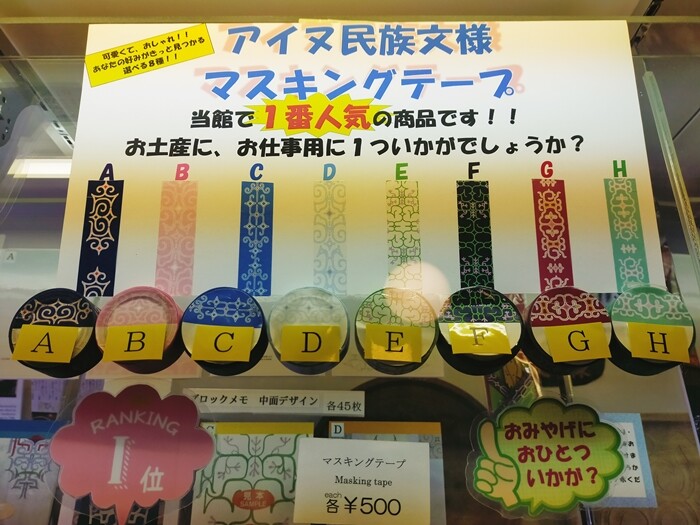 可愛くて、おしゃれ！！
あなたの好みがきっと見つかる
選べる8種！！
アイヌ民族文様
マスキングテープ
当館で１番人気の商品です！！
お土産に、お仕事用に１ついかがでしょうか？
A B C D E F G H
A B C D E F G H
RANKING
1位
ブロックメモ 中面デザイン
各45枚
C
D
見本
SAMPLE
マスキングテープ
Masking tape
each
各¥500
おみやげに
おひとつ
いかが？